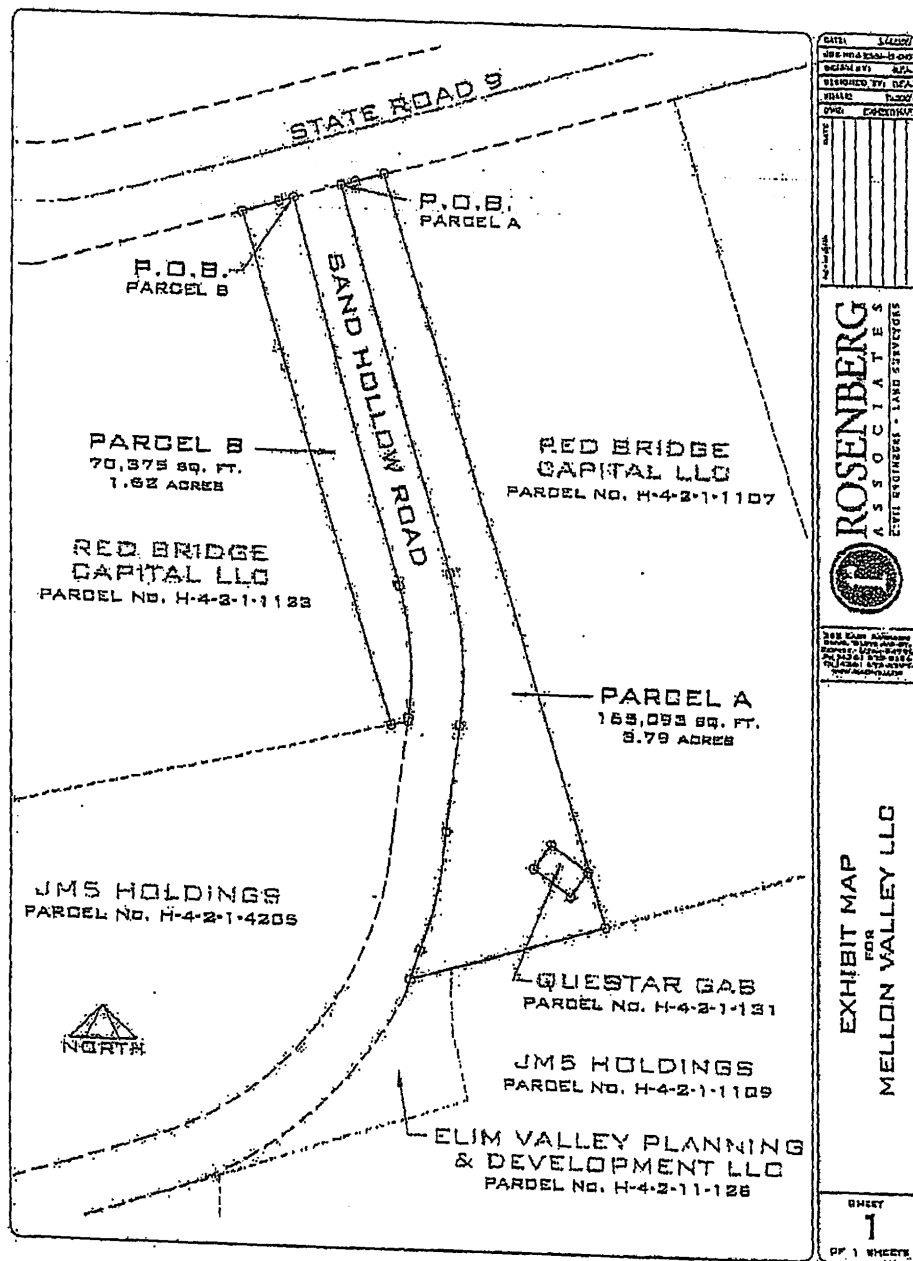 STATE ROAD 9
P.O.B.
PARCEL A
P.O.B.
PARCEL B
SAND HOLLOW ROAD
PARCEL B
70,375 SQ. FT.
1.62 ACRES
RED BRIDGE
CAPITAL LLC
PARCEL NO. H-4-2-1-1107
RED BRIDGE
CAPITAL LLC
PARCEL NO. H-4-2-1-1123
PARCEL A
SQ. FT.
3.79 ACRES
JMS HOLDINGS
PARCEL NO. H-4-2-1-4205
NORTH
QUESTAR GAS
PARCEL NO. H-4-2-1-131
JMS HOLDINGS
PARCEL NO. H-4-2-1-1109
ELIM VALLEY PLANNING
& DEVELOPMENT LLC
PARCEL NO. H-4-2-11-126
ROSENBERG
ASSOCIATES
CIVIL ENGINEERS • LAND SURVEYORS
EXHIBIT MAP
FOR
MELLON VALLEY LLC
SHEET
1
OF 1 SHEETS